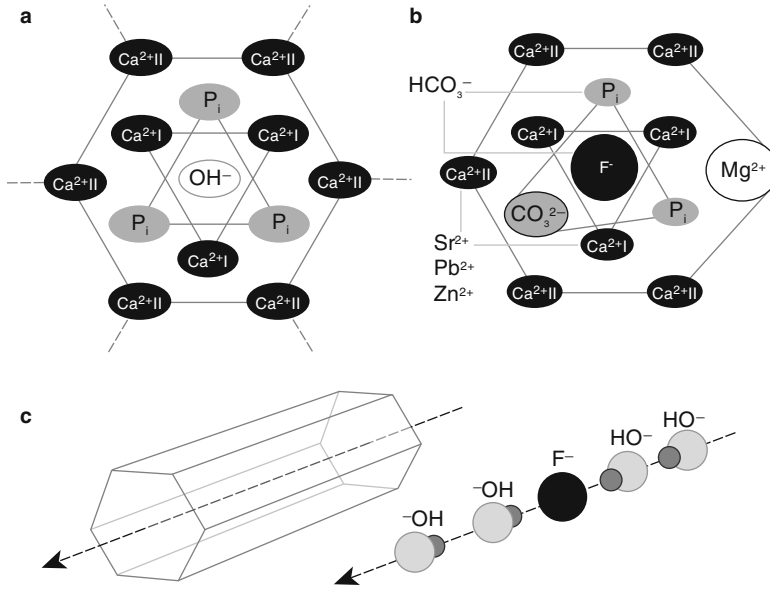 a
Ca²⁺II Ca²⁺II
Pᵢ
Ca²⁺I Ca²⁺I
Ca²⁺II OH⁻ Ca²⁺II
Pᵢ Pᵢ
Ca²⁺I
Ca²⁺II Ca²⁺II
b
Ca²⁺II Ca²⁺II
HCO₃⁻ Pᵢ
Ca²⁺I Ca²⁺I
Ca²⁺II F⁻ Mg²⁺
CO₃²⁻ Pᵢ
Sr²⁺ Ca²⁺I
Pb²⁺
Zn²⁺ Ca²⁺II Ca²⁺II
c
HO⁻
HO⁻
F⁻
⁻OH
⁻OH